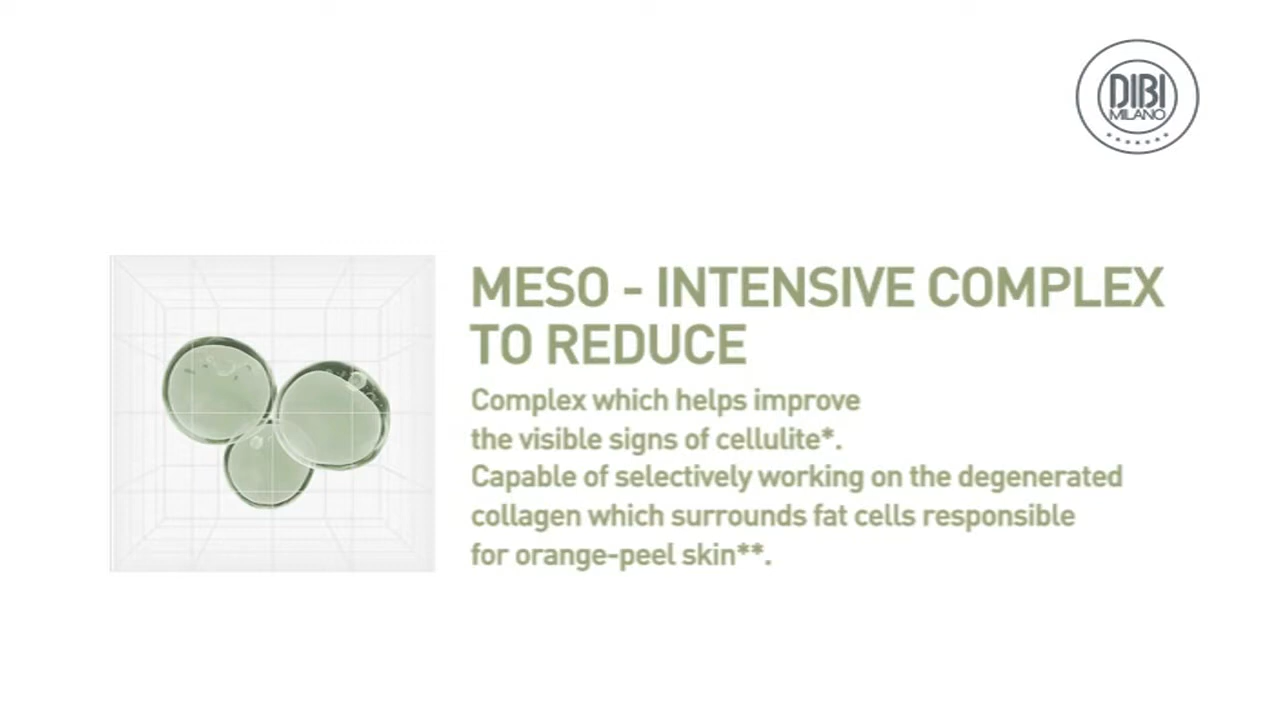 DIBI
MILANO
MESO - INTENSIVE COMPLEX
TO REDUCE
Complex which helps improve
the visible signs of cellulite*.
Capable of selectively working on the degenerated
collagen which surrounds fat cells responsible
for orange-peel skin**.